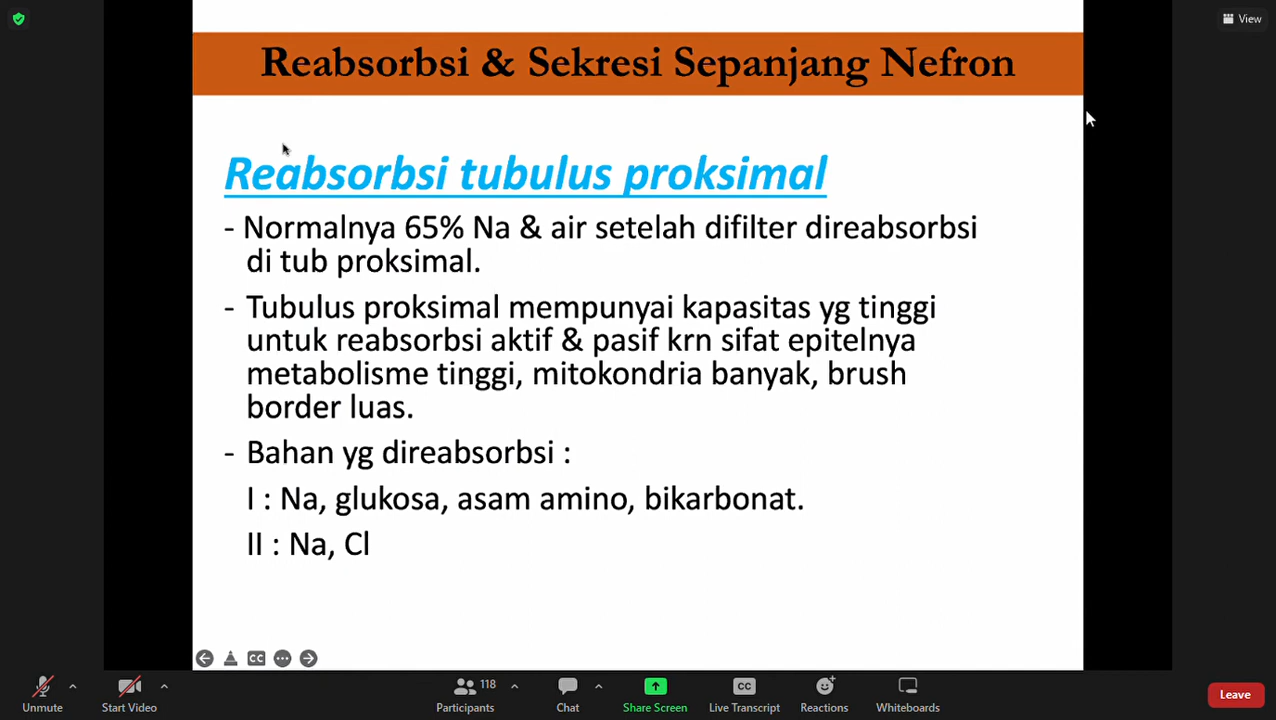 View
Reabsorbsi & Sekresi Sepanjang Nefron
Reabsorbsi tubulus proksimal
- Normalnya 65% Na & air setelah difilter direabsorbsi
di tub proksimal.
- Tubulus proksimal mempunyai kapasitas yg tinggi
untuk reabsorbsi aktif & pasif krn sifat epitelnya
metabolisme tinggi, mitokondria banyak, brush
border luas.
- Bahan yg direabsorbsi :
I : Na, glukosa, asam amino, bikarbonat.
II : Na, Cl
CC
118
CC
Unmute Start Video Participants Chat Share Screen Live Transcript Reactions Whiteboards Leave